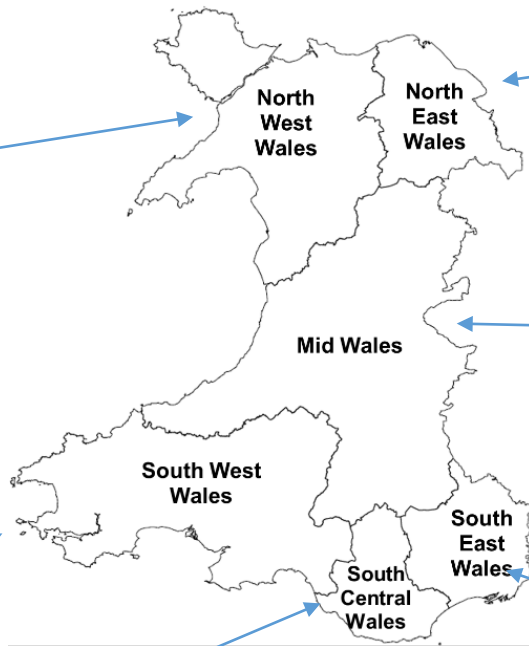 North
West
Wales
North
East
Wales
Mid Wales
South West
Wales
South
East
Wales
South
Central
Wales